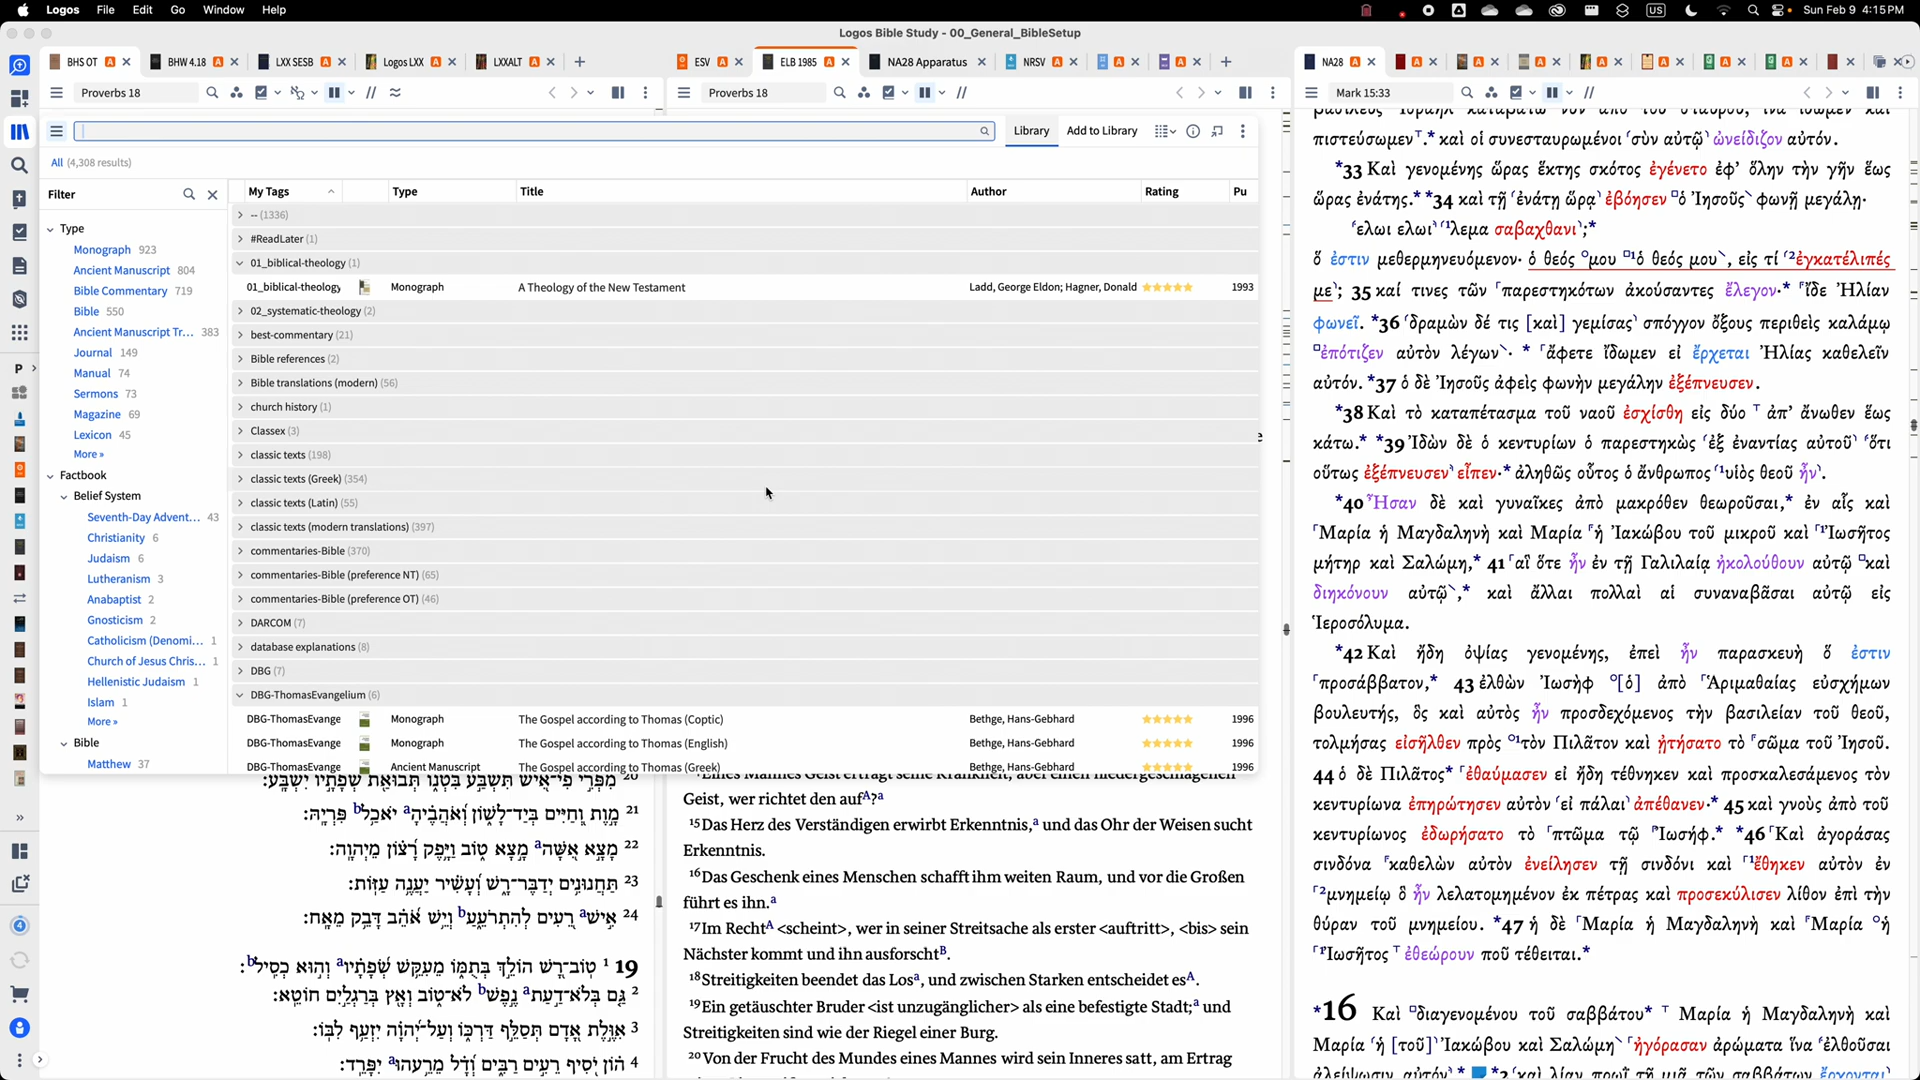 Logos File Edit Go Window Help
US Sun Feb 9 4:15PM
Logos Bible Study - 00_General_BibleSetup
BHS OT A BHW 4.18 A LXX SESB A Logos LXX A LXXALT A
Proverbs 18
Library Add to Library
All (4,308 results)
Filter
Type
Monograph 923
Ancient Manuscript 804
Bible Commentary 719
Bible 550
Ancient Manuscript Tr... 383
Journal 149
Manual 74
Sermons 73
Magazine 69
Lexicon 45
More »
Factbook
Belief System
Seventh-Day Advent... 43
Christianity 6
Judaism 6
Lutheranism 3
Anabaptist 2
Gnosticism 2
Catholicism (Denomi... 1
Church of Jesus Chris... 1
Hellenistic Judaism 1
Islam 1
More »
Bible
Matthew 37
My Tags Type Title Author Rating Pu
-- (1336)
#ReadLater (1)
01_biblical-theology (1)
01_biblical-theology Monograph A Theology of the New Testament Ladd, George Eldon; Hagner, Donald 1993
02_systematic-theology (2)
best-commentary (21)
Bible references (2)
Bible translations (modern) (56)
church history (1)
Classex (3)
classic texts (198)
classic texts (Greek) (354)
classic texts (Latin) (55)
classic texts (modern translations) (397)
commentaries-Bible (370)
commentaries-Bible (preference NT) (65)
commentaries-Bible (preference OT) (46)
DARCOM (7)
database explanations (8)
DBG (7)
DBG-ThomasEvangelium (6)
DBG-ThomasEvange Monograph The Gospel according to Thomas (Coptic) Bethge, Hans-Gebhard 1996
DBG-ThomasEvange Monograph The Gospel according to Thomas (English) Bethge, Hans-Gebhard 1996
DBG-ThomasEvange Ancient Manuscript The Gospel according to Thomas (Greek) Bethge, Hans-Gebhard 1996
21 מָוֶת וְחַיִּים בְּיַד־לָשׁוֹן וְאֹהֲבֶיהָ a יֹאכַל b פִּרְיָהּ׃
22 מָצָא אִשָּׁה a מָצָא טוֹב וַיָּפֶק רָצוֹן מֵיְהוָה׃
23 תַּחֲנוּנִים יְדַבֶּר־רָשׁ וְעָשִׁיר יַעֲנֶה עַזּוֹת׃
24 אִישׁ a רֵעִים לְהִתְרֹעֵעַ b וְיֵשׁ אֹהֵב דָּבֵק מֵאָח׃
19 1 טוֹב־רָשׁ הוֹלֵךְ בְּתֻמּוֹ מֵעִקֵּשׁ שְׂפָתָיו a וְהוּא כְסִיל b׃
2 גַּם בְּלֹא־דַעַת a נֶפֶשׁ b לֹא־טוֹב וְאָץ בְּרַגְלַיִם חוֹטֵא׃
3 אִוֶּלֶת אָדָם תְּסַלֵּף דַּרְכּוֹ וְעַל־יְהוָה יִזְעַף לִבּוֹ׃
4 הוֹן יֹסִיף רֵעִים רַבִּים וְדָל מֵרֵעהוּ a יִפָּרֵד׃
ESV A ELB 1985 A NA28 Apparatus NRSV A
Proverbs 18
Geist, wer richtet den auf A? a
15 Das Herz des Verständigen erwirbt Erkenntnis, a und das Ohr der Weisen sucht
Erkenntnis.
16 Das Geschenk eines Menschen schafft ihm weiten Raum, und vor die Großen
führt es ihn. a
17 Im Recht A <scheint>, wer in seiner Streitsache als erster <auftritt>, <bis> sein
Nächster kommt und ihn ausforscht B.
18 Streitigkeiten beendet das Los a, und zwischen Starken entscheidet es A.
19 Ein getäuschter Bruder <ist unzugänglicher> als eine befestigte Stadt; a und
Streitigkeiten sind wie der Riegel einer Burg.
20 Von der Frucht des Mundes eines Mannes wird sein Inneres satt, am Ertrag
NA28 A
Mark 15:33
πιστεύσωμεν⸆.* καὶ οἱ συνεσταυρωμένοι ⸂σὺν αὐτῷ⸃ ὠνείδιζον αὐτόν.
*33 Καὶ γενομένης ὥρας ἕκτης σκότος ἐγένετο ἐφ’ ὅλην τὴν γῆν ἕως
ὥρας ἐνάτης.* *34 καὶ τῇ ⸂ἐνάτῃ ὥρᾳ⸃ ἐβόησεν ⸋ὁ Ἰησοῦς⸌ φωνῇ μεγάλῃ·
⸂ελωι ελωι⸃ ⸂¹λεμα σαβαχθανι⸃;*
ὅ ἐστιν μεθερμηνευόμενον· ὁ θεός ⸰μου ⸋¹ὁ θεός μου⸌, εἰς τί ⸂²ἐγκατέλιπές
με⸃; 35 καί τινες τῶν ⸀παρεστηκότων ἀκούσαντες ἔλεγον·* ⸀ἴδε Ἠλίαν
φωνεῖ. *36 ⸂δραμὼν δέ τις [καὶ] γεμίσας⸃ σπόγγον ὄξους περιθεὶς καλάμῳ
⸋ἐπότιζεν αὐτὸν λέγων⸌· * ⸀ἄφετε ἴδωμεν εἰ ἔρχεται Ἠλίας καθελεῖν
αὐτόν. *37 ὁ δὲ Ἰησοῦς ἀφεὶς φωνὴν μεγάλην ἐξέπνευσεν.
*38 Καὶ τὸ καταπέτασμα τοῦ ναοῦ ἐσχίσθη εἰς δύο ⸆ ἀπ’ ἄνωθεν ἕως
κάτω.* *39 Ἰδὼν δὲ ὁ κεντυρίων ὁ παρεστηκὼς ⸂ἐξ ἐναντίας αὐτοῦ⸃ ⸂ὅτι
οὕτως ἐξέπνευσεν⸃ εἶπεν·* ἀληθῶς οὗτος ὁ ἄνθρωπος ⸂¹υἱὸς θεοῦ ἦν⸃.
*40 Ἦσαν δὲ καὶ γυναῖκες ἀπὸ μακρόθεν θεωροῦσαι,* ἐν αἷς καὶ
⸀Μαρία ἡ Μαγδαληνὴ καὶ Μαρία ⸀ἡ Ἰακώβου τοῦ μικροῦ καὶ ⸀¹Ἰωσῆτος
μήτηρ καὶ Σαλώμη,* 41 ⸀αἳ ὅτε ἦν ἐν τῇ Γαλιλαίᾳ ἠκολούθουν αὐτῷ ⸋καὶ
διηκόνουν αὐτῷ⸌,* καὶ ἄλλαι πολλαὶ αἱ συναναβᾶσαι αὐτῷ εἰς
Ἱεροσόλυμα.
*42 Καὶ ἤδη ὀψίας γενομένης, ἐπεὶ ἦν παρασκευὴ ὅ ἐστιν
⸀προσάββατον,* 43 ἐλθὼν Ἰωσὴφ ⸰[ὁ] ἀπὸ ⸀Ἁριμαθαίας εὐσχήμων
βουλευτής, ὃς καὶ αὐτὸς ἦν προσδεχόμενος τὴν βασιλείαν τοῦ θεοῦ,
τολμήσας εἰσῆλθεν πρὸς ⸰¹τὸν Πιλᾶτον καὶ ᾐτήσατο τὸ ⸀σῶμα τοῦ Ἰησοῦ.
44 ὁ δὲ Πιλᾶτος* ⸀ἐθαύμασεν εἰ ἤδη τέθνηκεν καὶ προσκαλεσάμενος τὸν
κεντυρίωνα ἐπηρώτησεν αὐτὸν ⸂εἰ πάλαι⸃ ἀπέθανεν·* 45 καὶ γνοὺς ἀπὸ τοῦ
κεντυρίωνος ἐδωρήσατο τὸ ⸀πτῶμα τῷ ⸀Ἰωσήφ.* *46 ⸀Καὶ ἀγοράσας
σινδόνα ⸀καθελὼν αὐτὸν ἐνείλησεν τῇ σινδόνι καὶ ⸀¹ἔθηκεν αὐτὸν ἐν
⸀²μνημείῳ ὃ ἦν λελατομημένον ἐκ πέτρας καὶ προσεκύλισεν λίθον ἐπὶ τὴν
θύραν τοῦ μνημείου. *47 ἡ δὲ ⸀Μαρία ἡ Μαγδαληνὴ καὶ ⸀Μαρία ⸰ἡ
⸀¹Ἰωσῆτος ⸆ ἐθεώρουν ποῦ τέθειται.*
*16 Καὶ ⸋διαγενομένου τοῦ σαββάτου* ⸆ Μαρία ἡ Μαγδαληνὴ καὶ
Μαρία ⸂ἡ [τοῦ]⸃ Ἰακώβου καὶ Σαλώμη⸌ ⸀ἠγόρασαν ἀρώματα ἵνα ⸂ἐλθοῦσαι